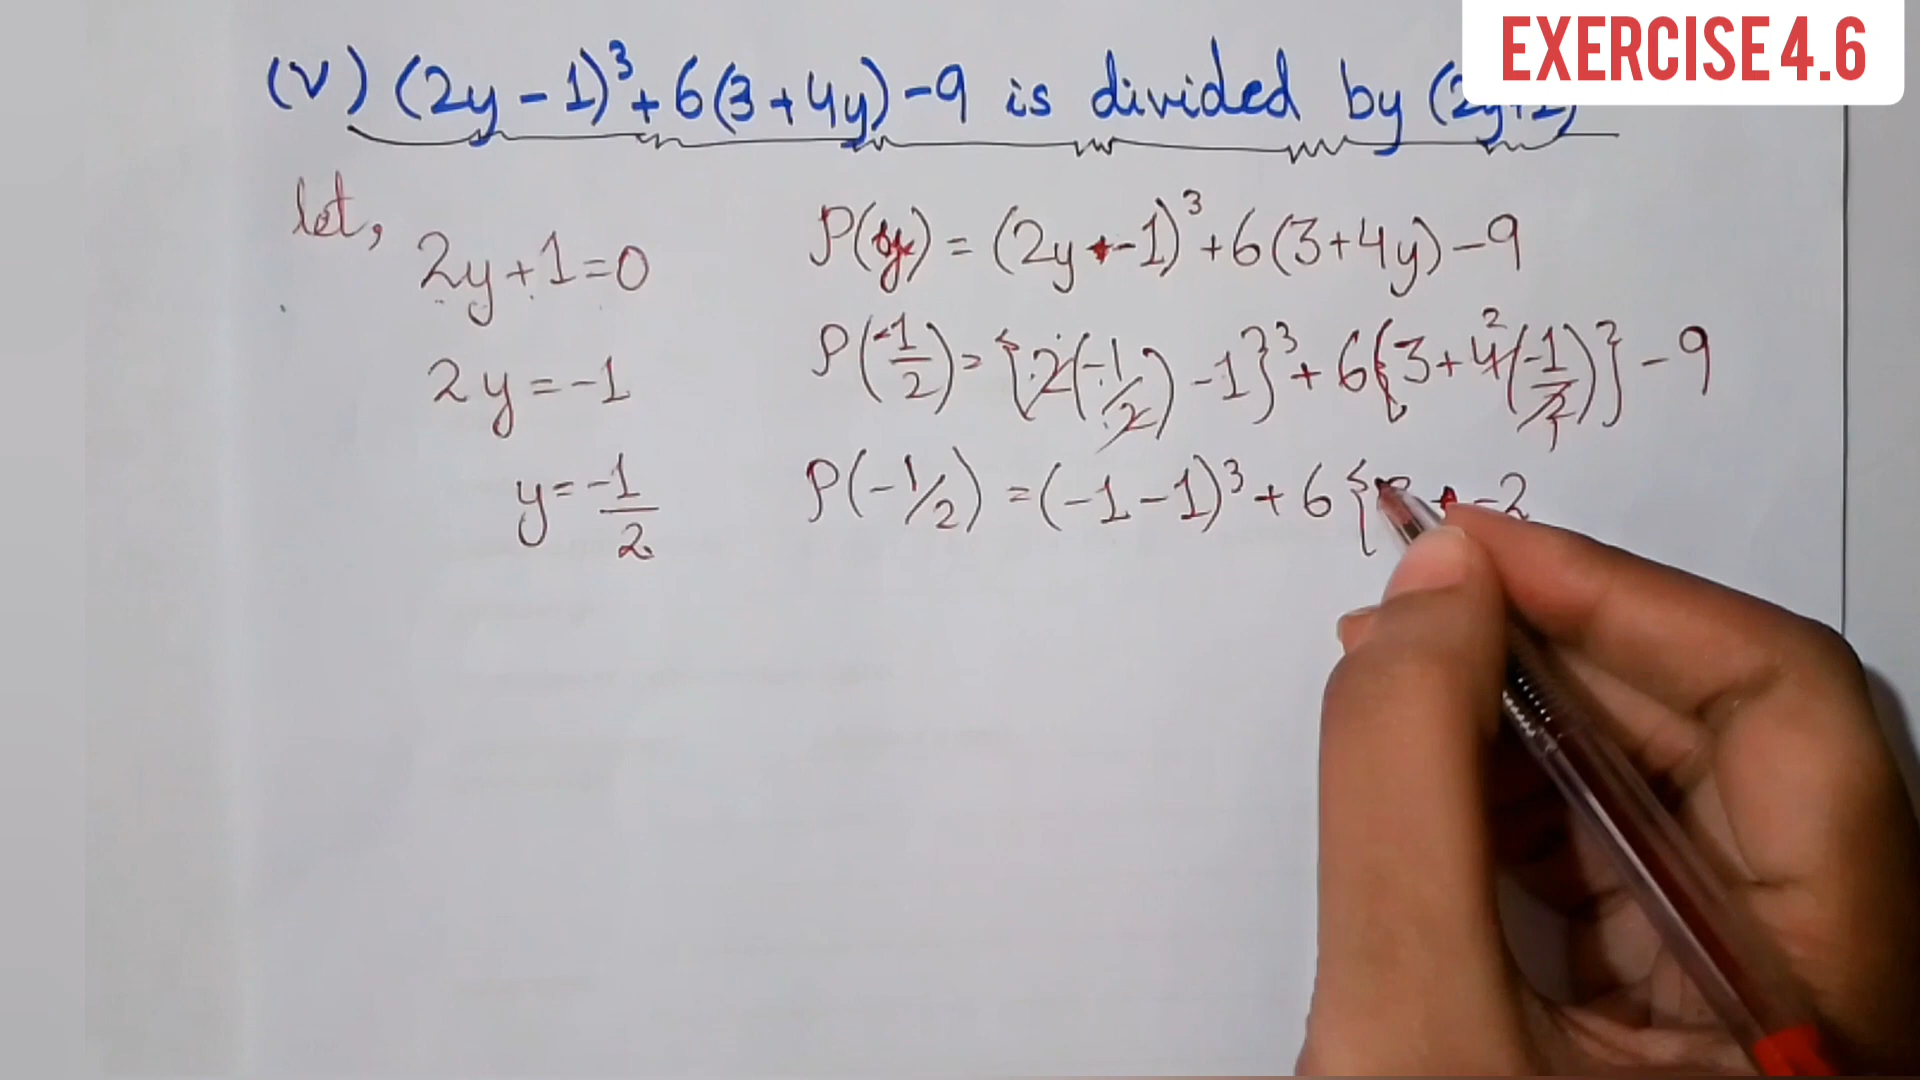 EXERCISE 4.6
(V) (2y - 1)³ + 6(3 + 4y) - 9 is divided by
let,
2y + 1 = 0
2y = -1
y = -1/2
P(y) = (2y - 1)³ + 6(3 + 4y) - 9
P(-1/2) = {2(-1/2) - 1}³ + 6{3 + 4²(-1/2)} - 9
P(-1/2) = (-1 - 1)³ + 6{ -2